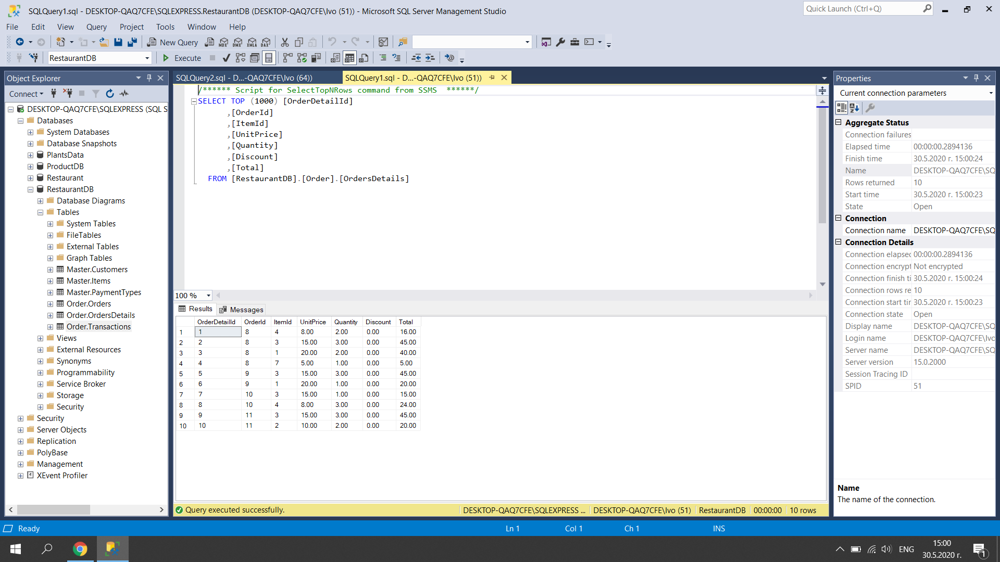 SQLQuery1.sql - DESKTOP-QAQ7CFE\SQLEXPRESS.RestaurantDB (DESKTOP-QAQ7CFE\Ivo (51)) - Microsoft SQL Server Management Studio
Quick Launch (Ctrl+Q)
File Edit View Query Project Tools Window Help
New Query MDX DMX XMLA DAX
RestaurantDB Execute
Object Explorer
Connect
DESKTOP-QAQ7CFE\SQLEXPRESS (SQL S
Databases
System Databases
Database Snapshots
PlantsData
ProductDB
Restaurant
RestaurantDB
Database Diagrams
Tables
System Tables
FileTables
External Tables
Graph Tables
Master.Customers
Master.Items
Master.PaymentTypes
Order.Orders
Order.OrdersDetails
Order.Transactions
Views
External Resources
Synonyms
Programmability
Service Broker
Storage
Security
Security
Server Objects
Replication
PolyBase
Management
XEvent Profiler
SQLQuery2.sql - D...-QAQ7CFE\Ivo (64))
SQLQuery1.sql - D...-QAQ7CFE\Ivo (51))
/****** Script for SelectTopNRows command from SSMS  ******/
SELECT TOP (1000) [OrderDetailId]
,[OrderId]
,[ItemId]
,[UnitPrice]
,[Quantity]
,[Discount]
,[Total]
FROM [RestaurantDB].[Order].[OrdersDetails]
100 %
Results Messages
OrderDetailId OrderId ItemId UnitPrice Quantity Discount Total
1 1 8 4 8.00 2.00 0.00 16.00
2 2 8 3 15.00 3.00 0.00 45.00
3 3 8 1 20.00 2.00 0.00 40.00
4 4 8 7 5.00 1.00 0.00 5.00
5 5 9 3 15.00 3.00 0.00 45.00
6 6 9 1 20.00 1.00 0.00 20.00
7 7 10 3 15.00 1.00 0.00 15.00
8 8 10 4 8.00 3.00 0.00 24.00
9 9 11 3 15.00 3.00 0.00 45.00
10 10 11 2 10.00 2.00 0.00 20.00
Query executed successfully. DESKTOP-QAQ7CFE\SQLEXPRESS ... DESKTOP-QAQ7CFE\Ivo (51) RestaurantDB 00:00:00 10 rows
Properties
Current connection parameters
Aggregate Status
Connection failures
Elapsed time 00:00:00.2894136
Finish time 30.5.2020 г. 15:00:24
Name DESKTOP-QAQ7CFE\SQ
Rows returned 10
Start time 30.5.2020 г. 15:00:23
State Open
Connection
Connection name DESKTOP-QAQ7CFE\SQ
Connection Details
Connection elapsed 00:00:00.2894136
Connection encrypt Not encrypted
Connection finish ti 30.5.2020 г. 15:00:24
Connection rows re 10
Connection start tir 30.5.2020 г. 15:00:23
Connection state Open
Display name DESKTOP-QAQ7CFE\SQ
Login name DESKTOP-QAQ7CFE\Ivo
Server name DESKTOP-QAQ7CFE\SQ
Server version 15.0.2000
Session Tracing ID
SPID 51
Name
The name of the connection.
Ready Ln 1 Col 1 Ch 1 INS
ENG 15:00
30.5.2020 г.
1